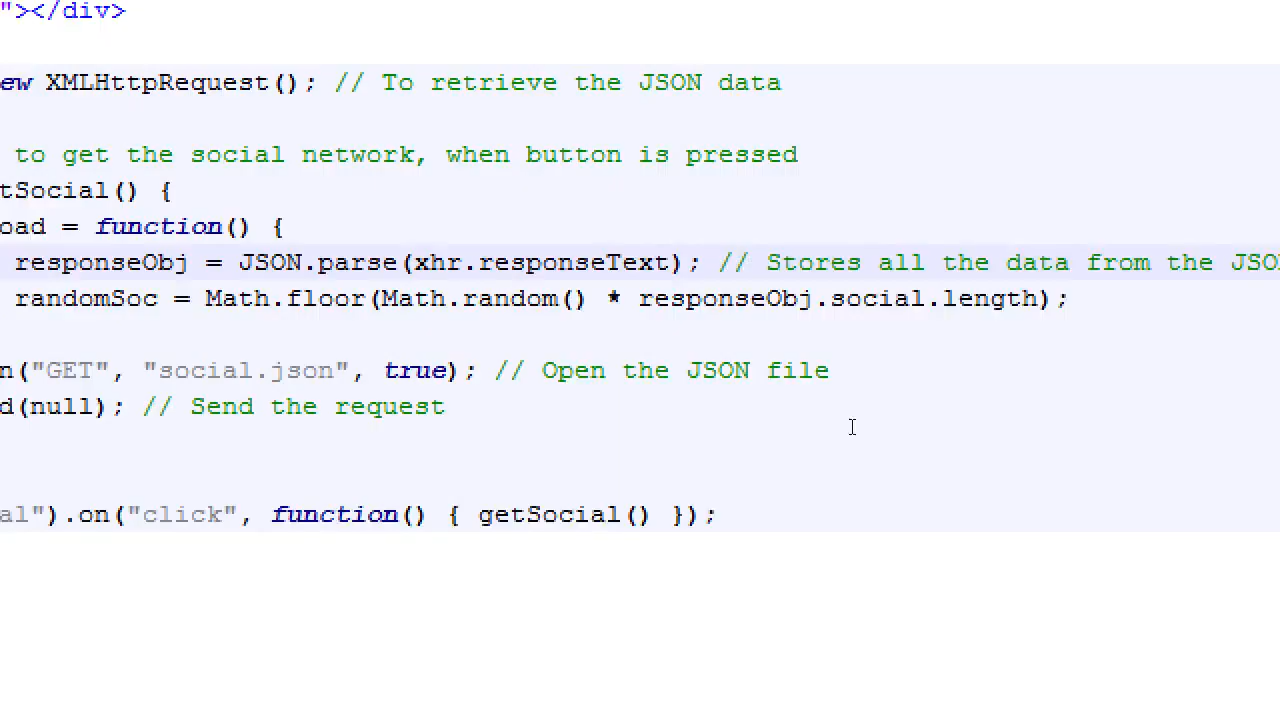 "></div>
ew XMLHttpRequest(); // To retrieve the JSON data
to get the social network, when button is pressed
tSocial() {
oad = function() {
responseObj = JSON.parse(xhr.responseText); // Stores all the data from the JSO
randomSoc = Math.floor(Math.random() * responseObj.social.length);
n("GET", "social.json", true); // Open the JSON file
d(null); // Send the request
al").on("click", function() { getSocial() });